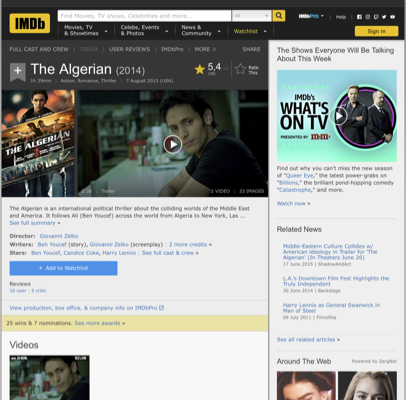 IMDb
Find Movies, TV shows, Celebrities and more...
All
IMDbPro
Help
Movies, TV
& Showtimes
Celebs, Events
& Photos
News &
Community
Watchlist
Sign in
FULL CAST AND CREW | TRIVIA | USER REVIEWS | IMDbPro | MORE
SHARE
The Algerian (2014)
5,4
Rate
This
1h 39min | Action, Romance, Thriller | 7 August 2015 (USA)
THE ALGERIAN
Trailer
1 VIDEO | 33 IMAGES
The Algerian is an international political thriller about the colliding worlds of the Middle East
and America. It follows Ali (Ben Youcef) across the world from Algeria to New York, Las ...
See full summary »
Director: Giovanni Zelko
Writers: Ben Youcef (story), Giovanni Zelko (screenplay) | 2 more credits »
Stars: Ben Youcef, Candice Coke, Harry Lennix | See full cast & crew »
+ Add to Watchlist
Reviews
16 user | 5 critic
View production, box office, & company info on IMDbPro
25 wins & 7 nominations. See more awards »
Videos
The Shows Everyone Will Be Talking
About This Week
IMDb's
WHAT'S
ON TV
PRESENTED BY
Find out why you can't miss the new season
of "Queer Eye," the latest power-grabs on
"Billions," the brilliant pond-hopping comedy
"Catastrophe," and more.
Watch now »
Related News
Middle-Eastern Culture Collides w/
American ideology in Trailer for 'The
Algerian' (In Theaters June 26)
17 June 2015 | ShadowAndAct
L.A.'s Downtown Film Fest Highlights the
Truly Independent
30 June 2014 | Backstage
Harry Lennix as General Swanwick in
Man of Steel
09 July 2011 | Filmofilia
See all related articles »
Around The Web
Powered by ZergNet